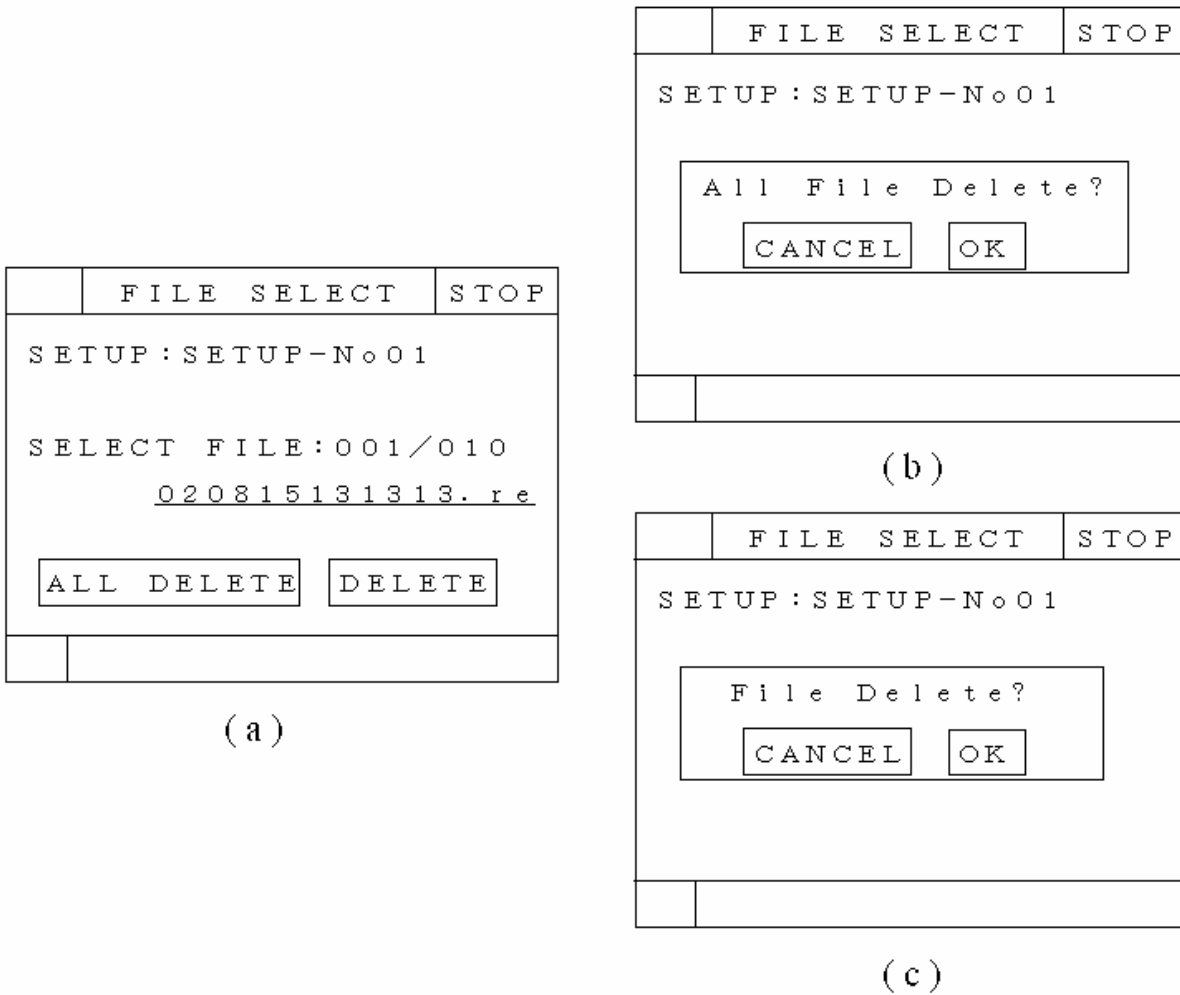 FILE SELECT STOP
SETUP:SETUP-No01
SELECT FILE:001/010
020815131313. re
ALL DELETE DELETE
(a)
FILE SELECT STOP
SETUP:SETUP-No01
All File Delete?
CANCEL OK
(b)
FILE SELECT STOP
SETUP:SETUP-No01
File Delete?
CANCEL OK
(c)